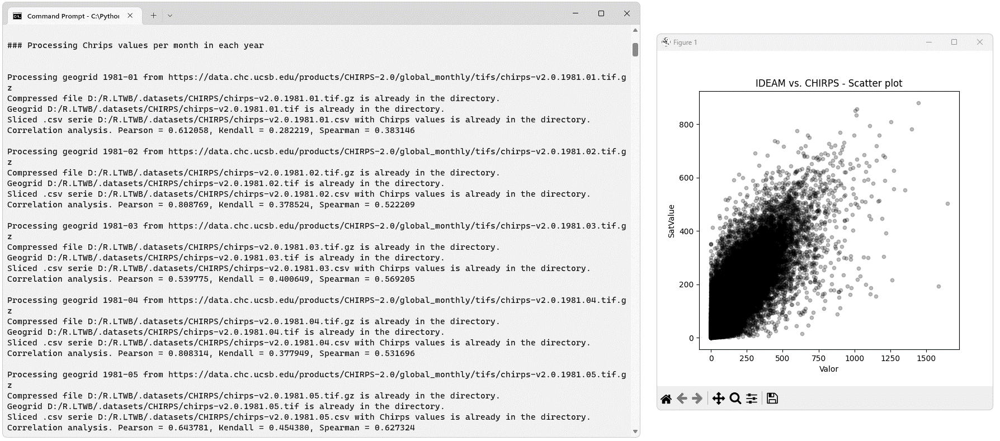 Command Prompt - C:\Python
### Processing Chrips values per month in each year
Processing geogrid 1981-01 from https://data.chc.ucsb.edu/products/CHIRPS-2.0/global_monthly/tifs/chirps-v2.0.1981.01.tif.g
z
Compressed file D:/R.LTWB/.datasets/CHIRPS/chirps-v2.0.1981.01.tif.gz is already in the directory.
Geogrid D:/R.LTWB/.datasets/CHIRPS/chirps-v2.0.1981.01.tif is already in the directory.
Sliced .csv serie D:/R.LTWB/.datasets/CHIRPS/chirps-v2.0.1981.01.csv with Chirps values is already in the directory.
Correlation analysis. Pearson = 0.612058, Kendall = 0.282219, Spearman = 0.383146
Processing geogrid 1981-02 from https://data.chc.ucsb.edu/products/CHIRPS-2.0/global_monthly/tifs/chirps-v2.0.1981.02.tif.g
z
Compressed file D:/R.LTWB/.datasets/CHIRPS/chirps-v2.0.1981.02.tif.gz is already in the directory.
Geogrid D:/R.LTWB/.datasets/CHIRPS/chirps-v2.0.1981.02.tif is already in the directory.
Sliced .csv serie D:/R.LTWB/.datasets/CHIRPS/chirps-v2.0.1981.02.csv with Chirps values is already in the directory.
Correlation analysis. Pearson = 0.808769, Kendall = 0.378524, Spearman = 0.522209
Processing geogrid 1981-03 from https://data.chc.ucsb.edu/products/CHIRPS-2.0/global_monthly/tifs/chirps-v2.0.1981.03.tif.g
z
Compressed file D:/R.LTWB/.datasets/CHIRPS/chirps-v2.0.1981.03.tif.gz is already in the directory.
Geogrid D:/R.LTWB/.datasets/CHIRPS/chirps-v2.0.1981.03.tif is already in the directory.
Sliced .csv serie D:/R.LTWB/.datasets/CHIRPS/chirps-v2.0.1981.03.csv with Chirps values is already in the directory.
Correlation analysis. Pearson = 0.539775, Kendall = 0.400649, Spearman = 0.569205
Processing geogrid 1981-04 from https://data.chc.ucsb.edu/products/CHIRPS-2.0/global_monthly/tifs/chirps-v2.0.1981.04.tif.g
z
Compressed file D:/R.LTWB/.datasets/CHIRPS/chirps-v2.0.1981.04.tif.gz is already in the directory.
Geogrid D:/R.LTWB/.datasets/CHIRPS/chirps-v2.0.1981.04.tif is already in the directory.
Sliced .csv serie D:/R.LTWB/.datasets/CHIRPS/chirps-v2.0.1981.04.csv with Chirps values is already in the directory.
Correlation analysis. Pearson = 0.808314, Kendall = 0.377949, Spearman = 0.531696
Processing geogrid 1981-05 from https://data.chc.ucsb.edu/products/CHIRPS-2.0/global_monthly/tifs/chirps-v2.0.1981.05.tif.g
z
Compressed file D:/R.LTWB/.datasets/CHIRPS/chirps-v2.0.1981.05.tif.gz is already in the directory.
Geogrid D:/R.LTWB/.datasets/CHIRPS/chirps-v2.0.1981.05.tif is already in the directory.
Sliced .csv serie D:/R.LTWB/.datasets/CHIRPS/chirps-v2.0.1981.05.csv with Chirps values is already in the directory.
Correlation analysis. Pearson = 0.643781, Kendall = 0.454380, Spearman = 0.627324
Figure 1
IDEAM vs. CHIRPS - Scatter plot
SatValue
800
600
400
200
0
0 250 500 750 1000 1250 1500
Valor